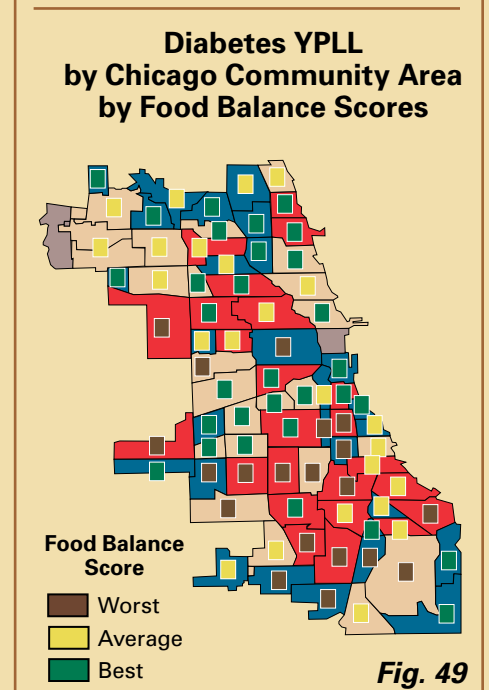 Diabetes YPLL
by Chicago Community Area
by Food Balance Scores
Food Balance
Score
Worst
Average
Best
Fig. 49